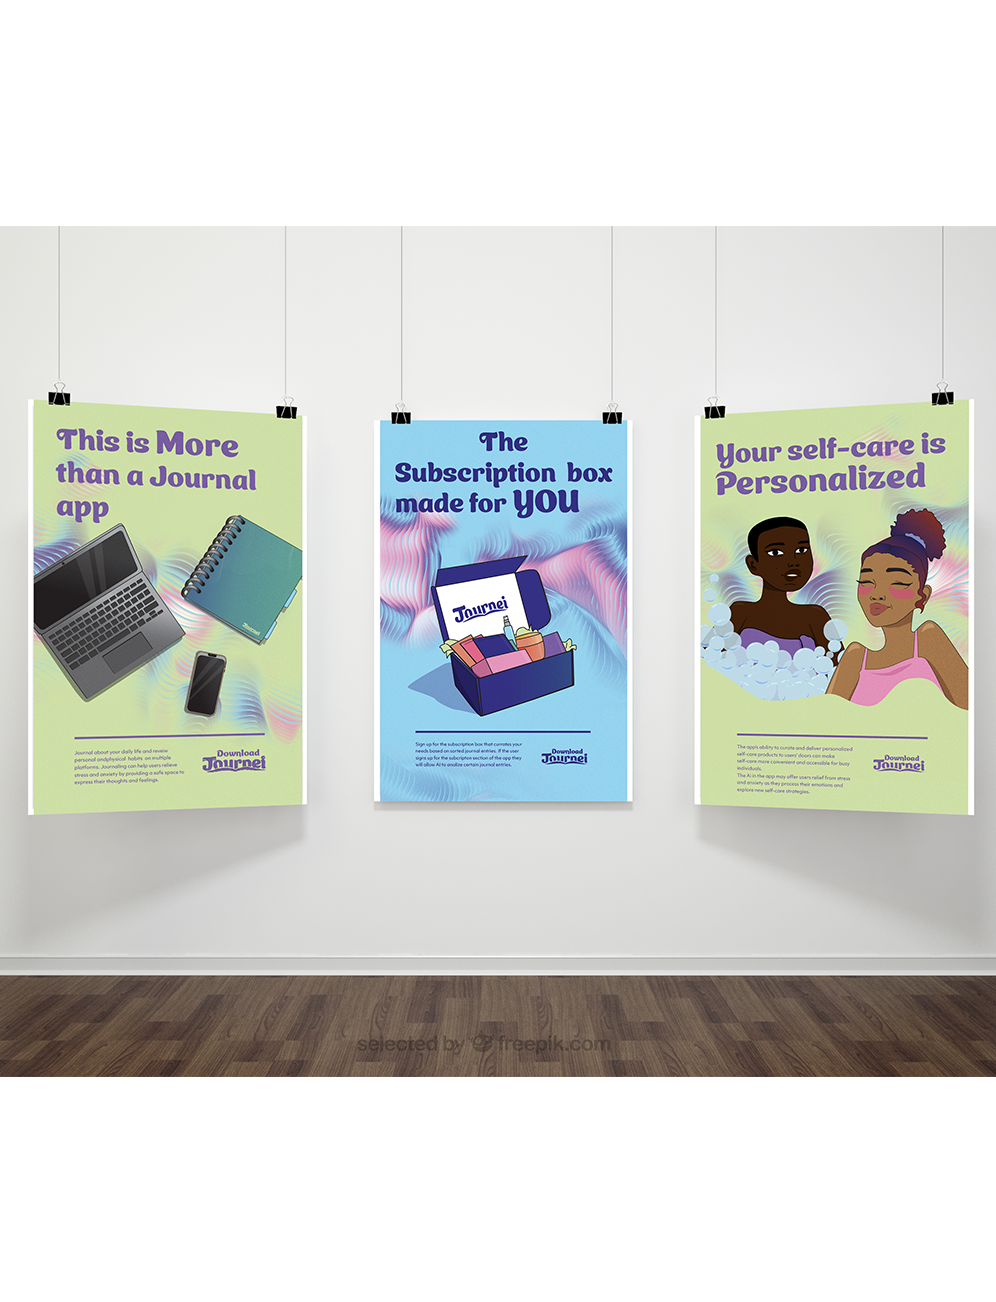 This is More
than a Journal
app
Journei
Journal about your daily life and review
personal andphysical habits on multiple
platforms. Journaling can help users relieve
stress and anxiety by providing a safe space to
express their thoughts and feelings.
Download
Journei
The
Subscription box
made for YOU
Journei
Sign up for the subscription box that currates your
needs based on sorted journal entries. If the user
signs up for the subscription section of the app they
will allow AI to analize certain journal entries.
Download
Journei
Your self-care is
Personalized
The app's ability to curate and deliver personalized
self-care products to users' doors can make
self-care more convenient and accessible for busy
individuals.
The AI in the app may offer users relief from stress
and anxiety as they process their emotions and
explore new self-care strategies.
Download
Journei
selected by freepik.com